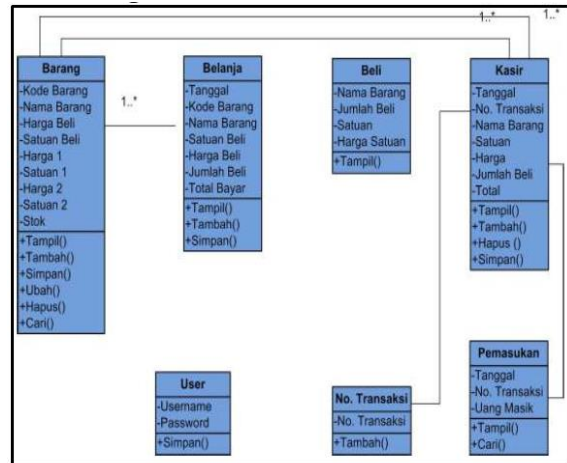 1..*
1..*
Barang
-Kode Barang
-Nama Barang
-Harga Beli
-Satuan Beli
-Harga 1
-Satuan 1
-Harga 2
-Satuan 2
-Stok
+Tampil()
+Tambah()
+Simpan()
+Ubah()
+Hapus()
+Cari()
1..*
Belanja
-Tanggal
-Kode Barang
-Nama Barang
-Satuan Beli
-Harga Beli
-Jumlah Beli
-Total Bayar
+Tampil()
+Tambah()
+Simpan()
Beli
-Nama Barang
-Jumlah Beli
-Satuan
-Harga Satuan
+Tampil()
Kasir
-Tanggal
-No. Transaksi
-Nama Barang
-Satuan
-Harga
-Jumlah Beli
-Total
+Tampil()
+Tambah()
+Hapus ()
+Simpan()
User
-Username
-Password
+Simpan()
No. Transaksi
-No. Transaksi
+Tambah()
Pemasukan
-Tanggal
-No. Transaksi
-Uang Masik
+Tampil()
+Cari()